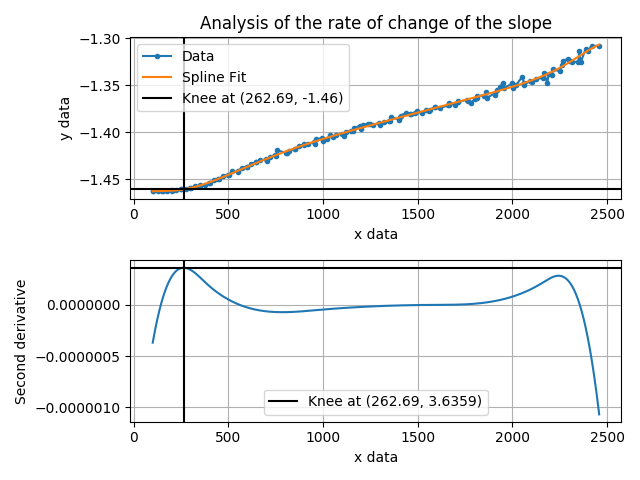 Analysis of the rate of change of the slope
−1.30
−1.35
−1.40
−1.45
y data
Data
Spline Fit
Knee at (262.69, -1.46)
0 500 1000 1500 2000 2500
x data
0.0000000
−0.0000005
−0.0000010
Second derivative
Knee at (262.69, 3.6359)
0 500 1000 1500 2000 2500
x data